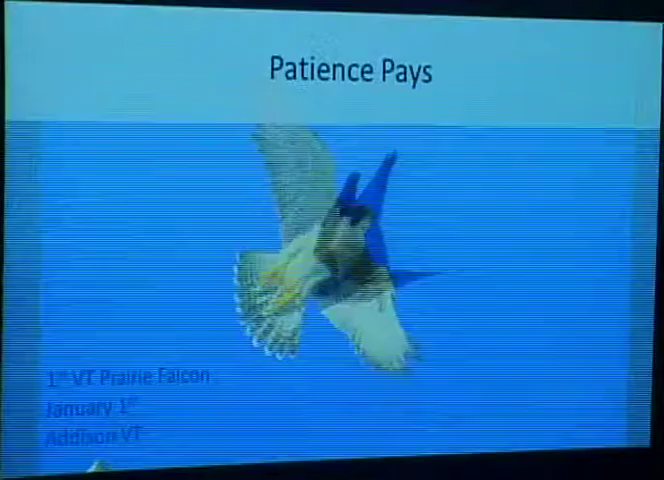 Patience Pays
1st VT Prairie Falcon
January 1st
Addison VT